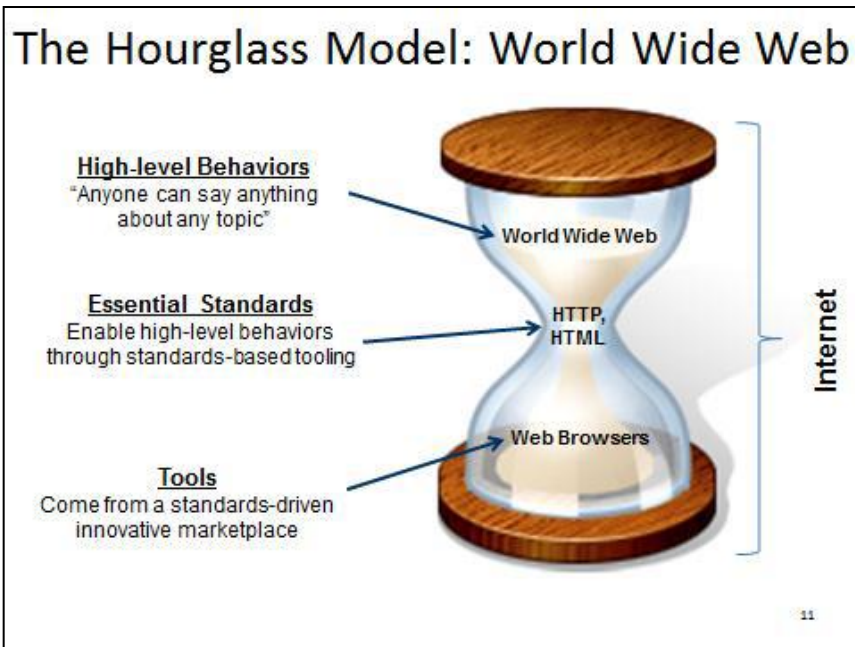 The Hourglass Model: World Wide Web
High-level Behaviors
“Anyone can say anything
about any topic”
World Wide Web
Essential Standards
Enable high-level behaviors
through standards-based tooling
HTTP,
HTML
Internet
Web Browsers
Tools
Come from a standards-driven
innovative marketplace
11